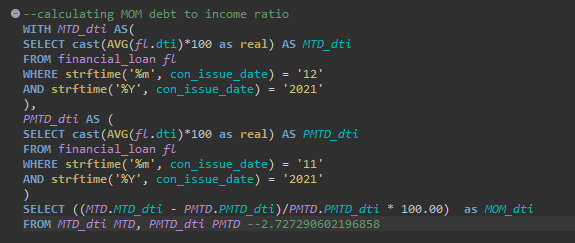 --calculating MOM debt to income ratio
WITH MTD_dti AS(
SELECT cast(AVG(fl.dti)*100 as real) AS MTD_dti
FROM financial_loan fl
WHERE strftime('%m', con_issue_date) = '12'
AND strftime('%Y', con_issue_date) = '2021'
),
PMTD_dti AS (
SELECT cast(AVG(fl.dti)*100 as real) AS PMTD_dti
FROM financial_loan fl
WHERE strftime('%m', con_issue_date) = '11'
AND strftime('%Y', con_issue_date) = '2021'
)
SELECT ((MTD.MTD_dti - PMTD.PMTD_dti)/PMTD.PMTD_dti * 100.00)  as MOM_dti
FROM MTD_dti MTD, PMTD_dti PMTD --2.727290602196858